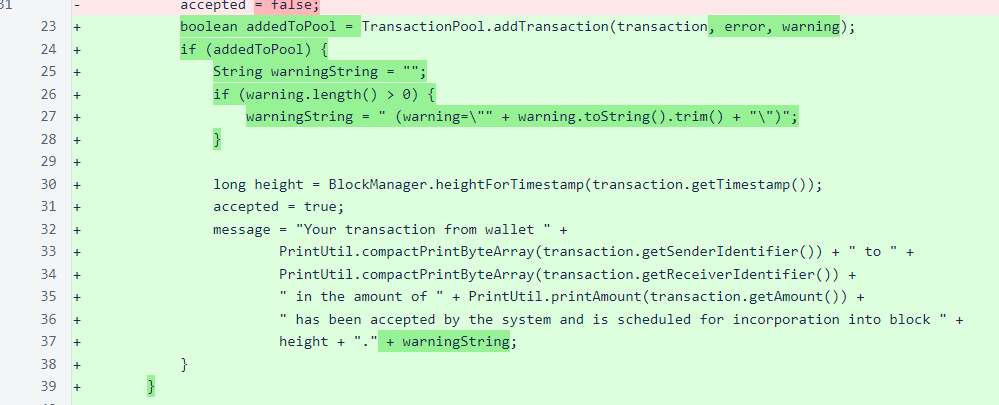 31 - accepted = false;
23 + boolean addedToPool = TransactionPool.addTransaction(transaction, error, warning);
24 + if (addedToPool) {
25 + String warningString = "";
26 + if (warning.length() > 0) {
27 + warningString = " (warning=\"" + warning.toString().trim() + "\")";
28 + }
29 +
30 + long height = BlockManager.heightForTimestamp(transaction.getTimestamp());
31 + accepted = true;
32 + message = "Your transaction from wallet " +
33 + PrintUtil.compactPrintByteArray(transaction.getSenderIdentifier()) + " to " +
34 + PrintUtil.compactPrintByteArray(transaction.getReceiverIdentifier()) +
35 + " in the amount of " + PrintUtil.printAmount(transaction.getAmount()) +
36 + " has been accepted by the system and is scheduled for incorporation into block " +
37 + height + "." + warningString;
38 + }
39 + }